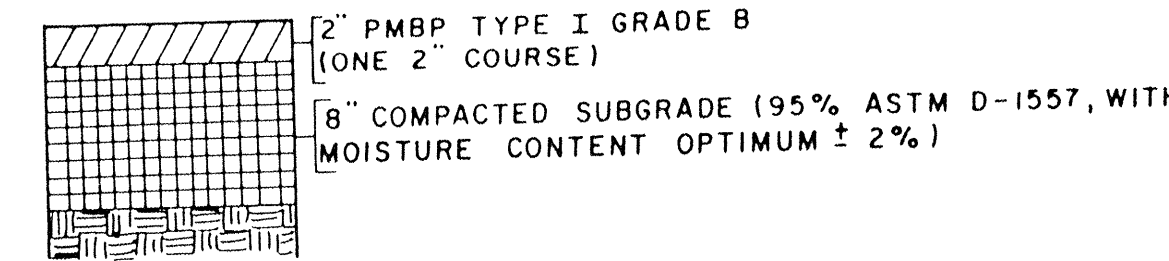 2" PMBP TYPE I GRADE B
(ONE 2" COURSE)
8" COMPACTED SUBGRADE (95% ASTM D-1557, WITH
MOISTURE CONTENT OPTIMUM ± 2%)